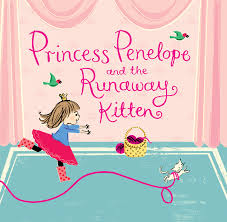 Princess Penelope
and the
Runaway
Kitten